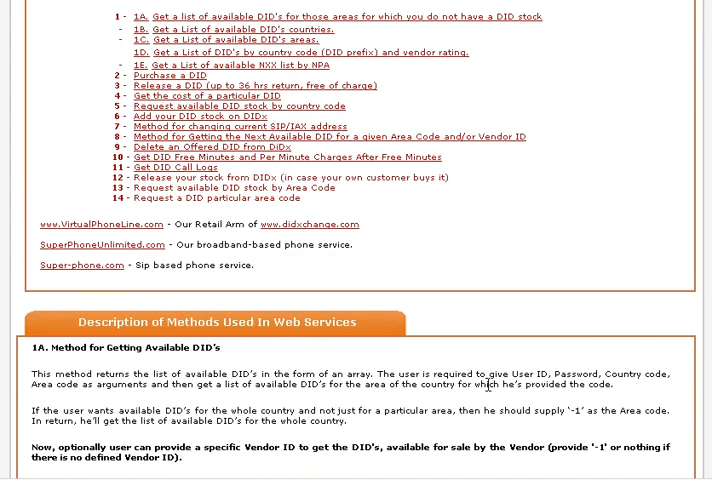 1 - 1A. Get a list of available DID's for those areas for which you do not have a DID stock
- 1B. Get a List of available DID's countries.
- 1C. Get a List of available DID's areas.
1D. Get a List of DID's by country code (DID prefix) and vendor rating.
- 1E. Get a List of available NXX list by NPA
2 - Purchase a DID
3 - Release a DID (up to 36 hrs return, free of charge)
4 - Get the cost of a particular DID
5 - Request available DID stock by country code
6 - Add your DID stock on DIDx
7 - Method for changing current SIP/IAX address
8 - Method for Getting the Next Available DID for a given Area Code and/or Vendor ID
9 - Delete an Offered DID from DiDx
10 - Get DID Free Minutes and Per Minute Charges After Free Minutes
11 - Get DID Call Logs
12 - Release your stock from DIDx (in case your own customer buys it)
13 - Request available DID stock by Area Code
14 - Request a DID particular area code
www.VirtualPhoneLine.com - Our Retail Arm of www.didxchange.com
SuperPhoneUnlimited.com - Our broadband-based phone service.
Super-phone.com - Sip based phone service.
Description of Methods Used In Web Services
1A. Method for Getting Available DID's
This method returns the list of available DID's in the form of an array. The user is required to give User ID, Password, Country code,
Area code as arguments and then get a list of available DID's for the area of the country for which he's provided the code.
If the user wants available DID's for the whole country and not just for a particular area, then he should supply '-1' as the Area code.
In return, he'll get the list of available DID's for the whole country.
Now, optionally user can provide a specific Vendor ID to get the DID's, available for sale by the Vendor (provide '-1' or nothing if
there is no defined Vendor ID).